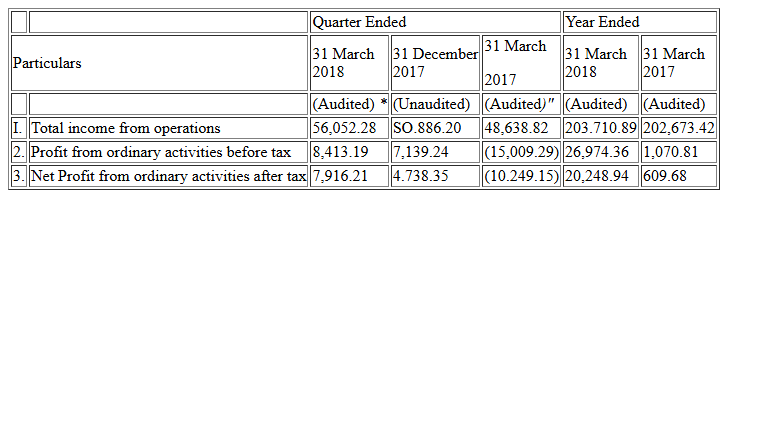 Quarter Ended Year Ended
Particulars 31 March 2018 31 December 2017 31 March 2017 31 March 2018 31 March 2017
(Audited) * (Unaudited) (Audited)" (Audited) (Audited)
I. Total income from operations 56,052.28 SO.886.20 48,638.82 203.710.89 202,673.42
2. Profit from ordinary activities before tax 8,413.19 7,139.24 (15,009.29) 26,974.36 1,070.81
3. Net Profit from ordinary activities after tax 7,916.21 4.738.35 (10.249.15) 20,248.94 609.68